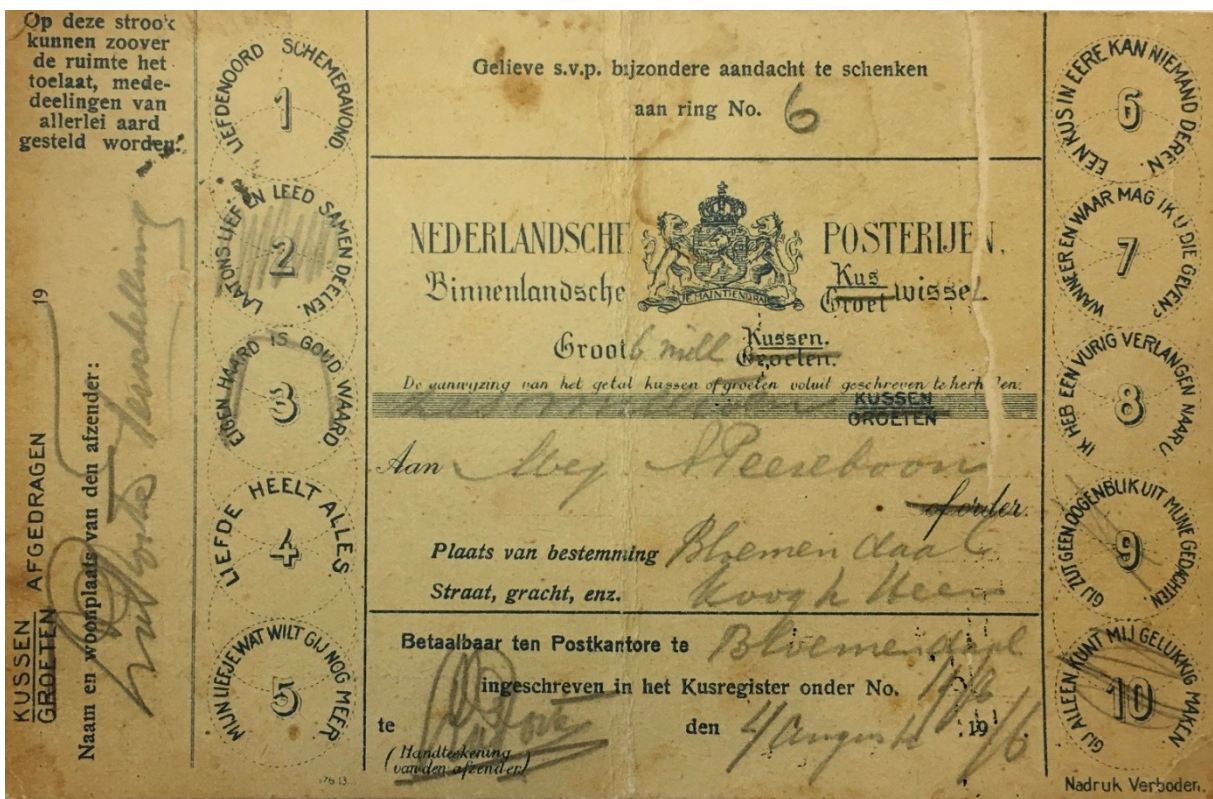 Op deze strook
kunnen zoover
de ruimte het
toelaat, mede-
deelingen van
allerlei aard
gesteld worden.
KUSSEN
GROETEN
AFGEDRAGEN
19
Naam en woonplaats van den afzender:
LIEFDENOORD SCHEMERAVOND
1
LAAT ONS LIEF EN LEED SAMEN DEELEN
2
EIGEN HAARD IS GOUD WAARD
3
LIEFDE HEELT ALLES.
4
MIJN LIEFJE WAT WILT GIJ NOG MEER
5
Gelieve s.v.p. bijzondere aandacht te schenken
aan ring No. 6
NEDERLANDSCHE POSTERIJEN.
JE MAINTIENDRAI
Binnenlandsche Kus
Groet wissel
Groot 6 mill Kussen.
Groeten.
De aanwijzing van het getal kussen of groeten voluit geschreven te herhalen.
KUSSEN
GROETEN
Aan Mej
of order.
Plaats van bestemming Bloemendaal
Straat, gracht, enz.
Betaalbaar ten Postkantore te Bloemendaal
ingeschreven in het Kusregister onder No.
te den 4 Augustus 1916
(Handteekening
van den afzender)
EEN KUS IN EERE KAN NIEMAND DEREN.
6
WANNEER EN WAAR MAG IK U DIE GEVEN?
7
IK HEB EEN VURIG VERLANGEN NAAR U
8
GIJ ZIJT GEEN OOGENBLIK UIT MIJNE GEDACHTEN.
9
GIJ ALLEEN KUNT MIJ GELUKKIG MAKEN
10
Nadruk Verboden.